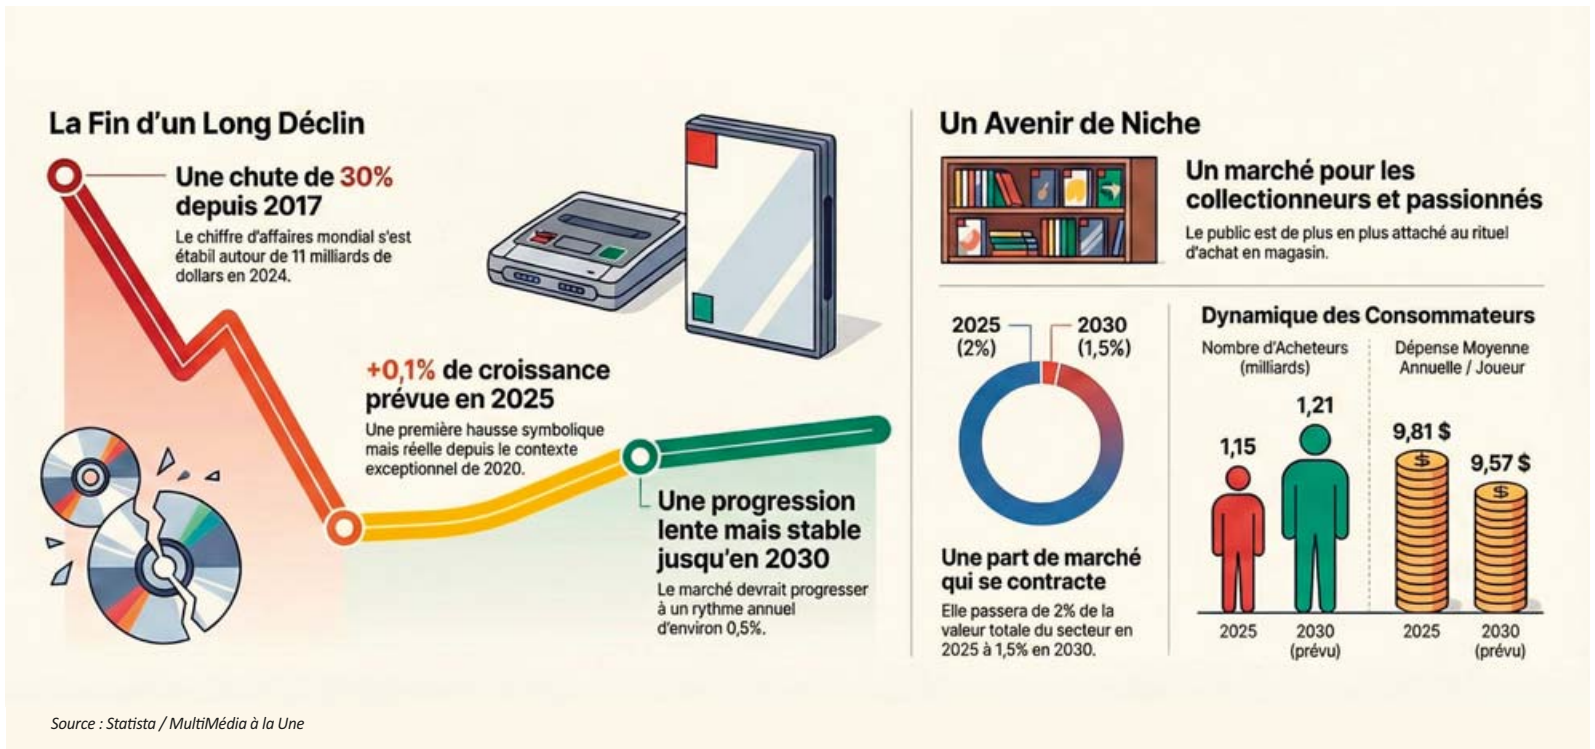 La Fin d'un Long Déclin
Une chute de 30%
depuis 2017
Le chiffre d'affaires mondial s'est
établ autour de 11 milliards de
dollars en 2024.
+0,1% de croissance
prévue en 2025
Une première hausse symbolique
mais réelle depuis le contexte
exceptionnel de 2020.
Une progression
lente mais stable
jusqu'en 2030
Le marché devrait progresser
à un rythme annuel
d'environ 0,5%.
Un Avenir de Niche
Un marché pour les
collectionneurs et passionnés
Le public est de plus en plus attaché au rituel
d'achat en magasin.
2025
(2%)
2030
(1,5%)
Une part de marché
qui se contracte
Elle passera de 2% de la
valeur totale du secteur en
2025 à 1,5% en 2030.
Dynamique des Consommateurs
Nombre d'Acheteurs
(milliards)
1,15
1,21
2025
2030
(prévu)
Dépense Moyenne
Annuelle / Joueur
9,81 $
9,57 $
$
$
2025
2030
(prévu)
Source : Statista / MultiMédia à la Une